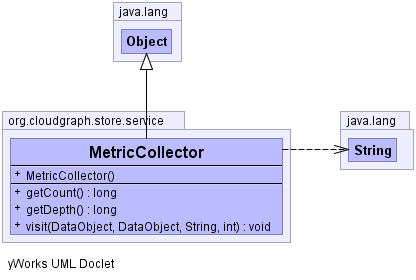 java.lang
Object
org.cloudgraph.store.service
java.lang
MetricCollector
String
+ MetricCollector()
+ getCount() : long
+ getDepth() : long
+ visit(DataObject, DataObject, String, int) : void
yWorks UML Doclet